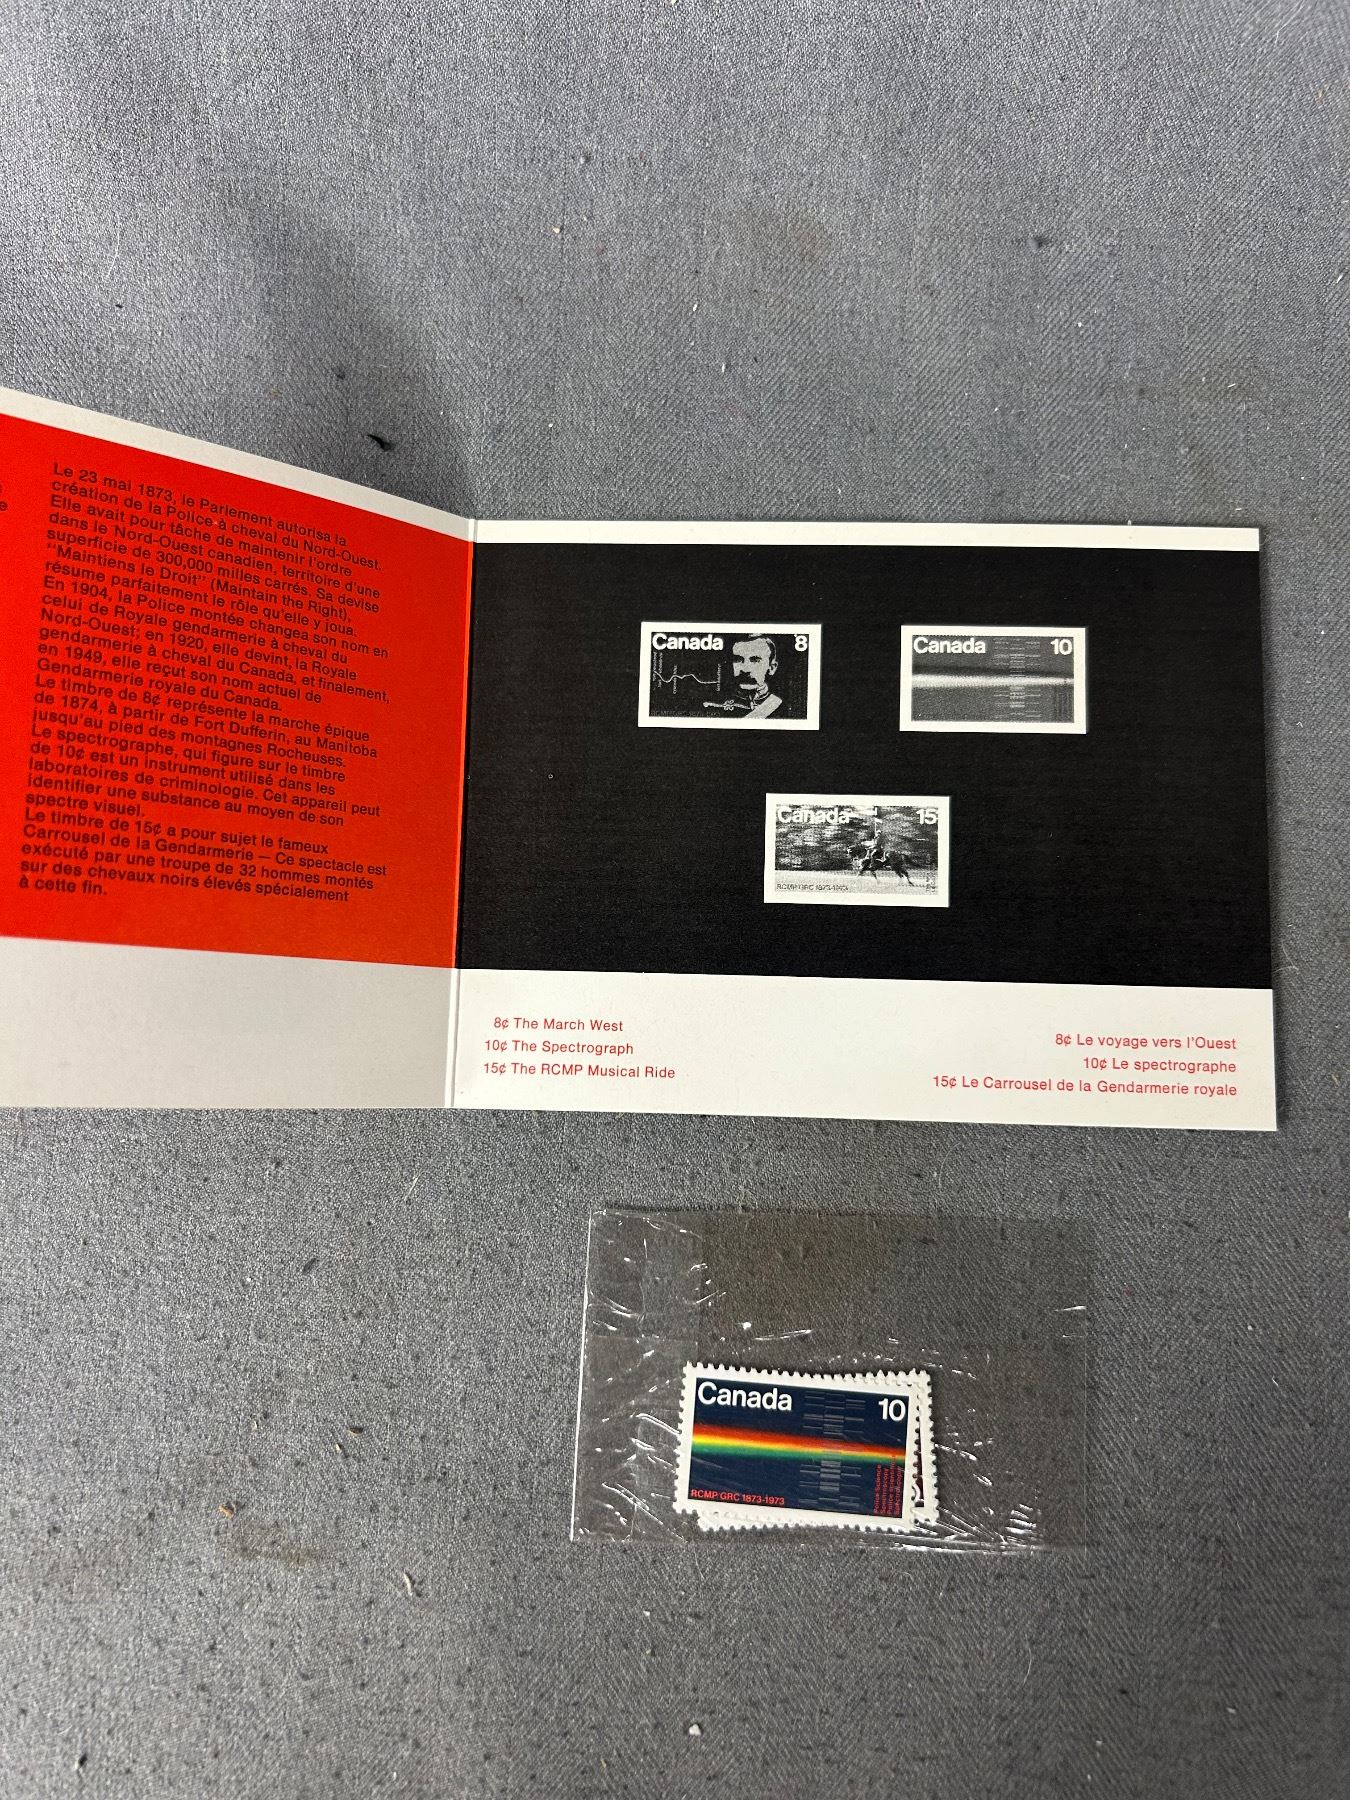 Le 23 mai 1873, le Parlement autorisa la
création de la Police à cheval du Nord-Ouest.
Elle avait pour tâche de maintenir l'ordre
dans le Nord-Ouest canadien, territoire d'une
superficie de 300,000 milles carrés. Sa devise
"Maintiens le Droit" (Maintain the Right),
résume parfaitement le rôle qu'elle y joua.
En 1904, la Police montée changea son nom en
celui de Royale gendarmerie à cheval du
Nord-Ouest; en 1920, elle devint, la Royale
gendarmerie à cheval du Canada, et finalement,
en 1949, elle reçut son nom actuel de
Gendarmerie royale du Canada.
Le timbre de 8¢ représente la marche épique
de 1874, à partir de Fort Dufferin, au Manitoba
jusqu'au pied des montagnes Rocheuses.
Le spectrographe, qui figure sur le timbre
de 10¢ est un instrument utilisé dans les
laboratoires de criminologie. Cet appareil peut
identifier une substance au moyen de son
spectre visuel.
Le timbre de 15¢ a pour sujet le fameux
Carrousel de la Gendarmerie — Ce spectacle est
exécuté par une troupe de 32 hommes montés
sur des chevaux noirs élevés spécialement
à cette fin.
Canada 8
RCMP GRC 1873-1973
Canada 10
Canada 15
RCMP GRC 1873-1973
8¢ The March West
10¢ The Spectrograph
15¢ The RCMP Musical Ride
8¢ Le voyage vers l'Ouest
10¢ Le spectrographe
15¢ Le Carrousel de la Gendarmerie royale
Canada 10
RCMP GRC 1873-1973
Police Science
Spectroscopy
Police scientifique